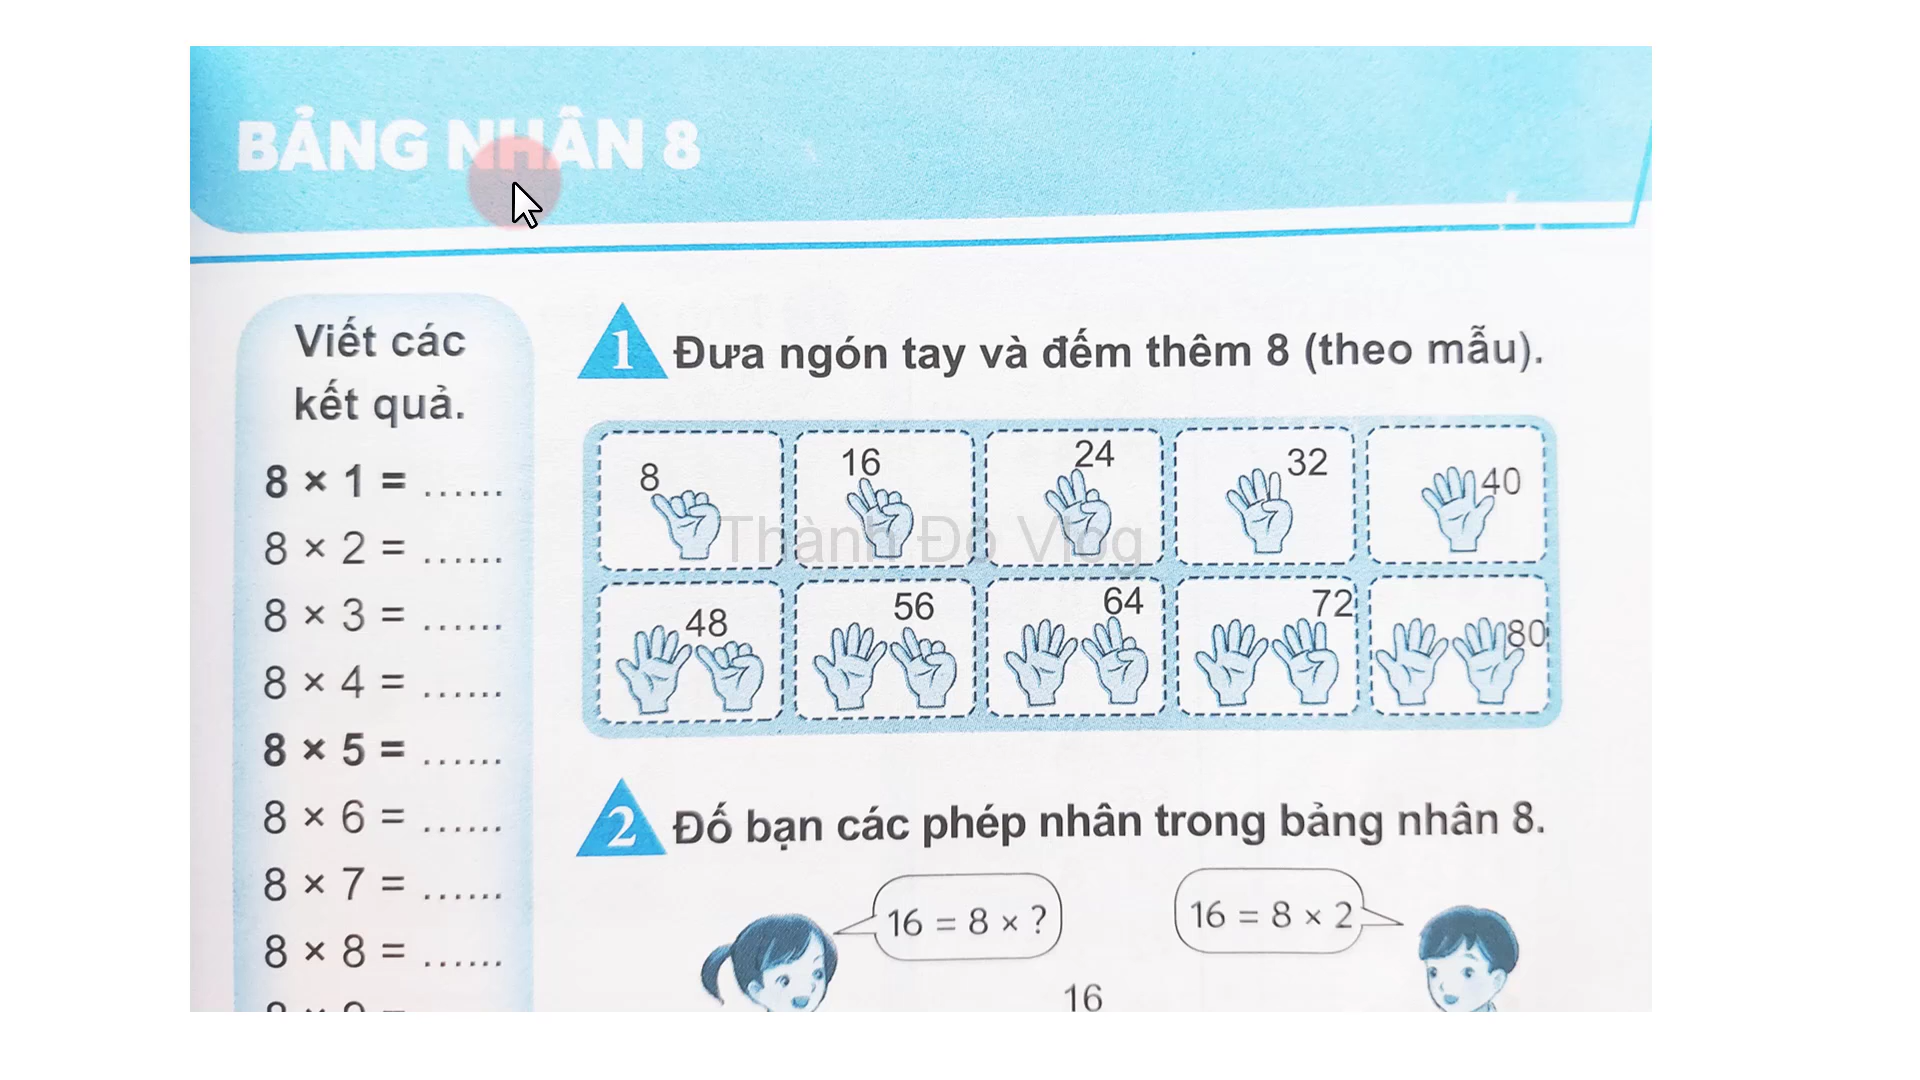 BẢNG NHÂN 8
Viết các
kết quả.
8 × 1 = ......
8 × 2 = ......
8 × 3 = ......
8 × 4 = ......
8 × 5 = ......
8 × 6 = ......
8 × 7 = ......
8 × 8 = ......
1 Đưa ngón tay và đếm thêm 8 (theo mẫu).
8 16 24 32 40
Thành Đô Vlog
48 56 64 72 80
2 Đố bạn các phép nhân trong bảng nhân 8.
16 = 8 × ?
16 = 8 × 2
16